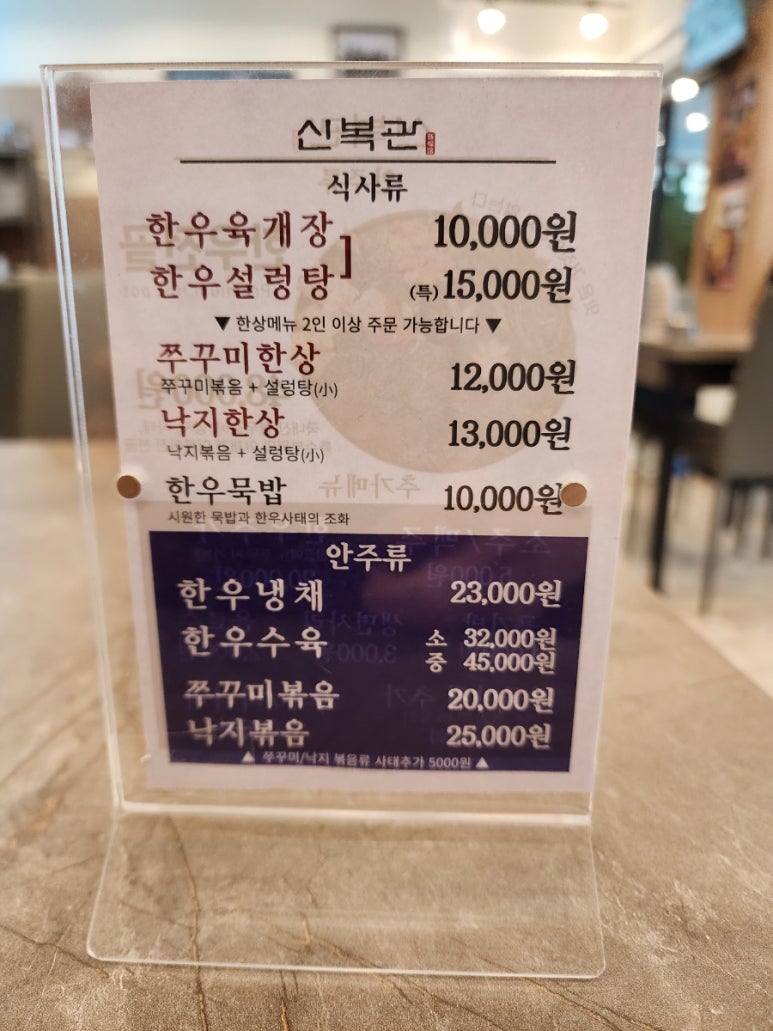 신복관
식사류
한우육개장 10,000원
한우설렁탕 (특)15,000원
▼ 한상메뉴 2인 이상 주문 가능합니다 ▼
쭈꾸미한상 12,000원
쭈꾸미볶음 + 설렁탕(小)
낙지한상 13,000원
낙지볶음 + 설렁탕(小)
한우묵밥 10,000원
시원한 묵밥과 한우사태의 조화
안주류
한우냉채 23,000원
한우수육 소 32,000원
중 45,000원
쭈꾸미볶음 20,000원
낙지볶음 25,000원
▲ 쭈꾸미/낙지 볶음류 사태추가 5000원 ▲